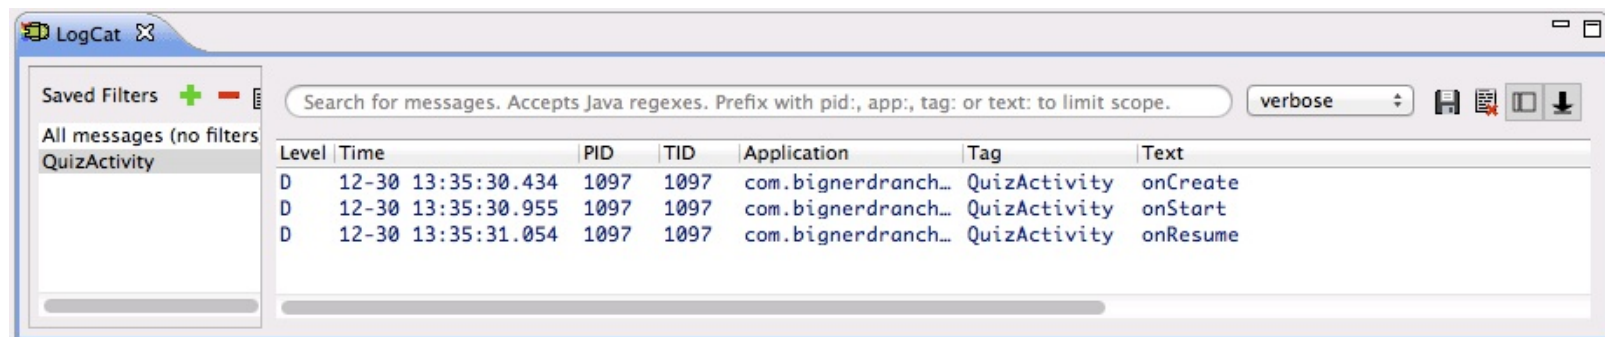 LogCat
Saved Filters
Search for messages. Accepts Java regexes. Prefix with pid:, app:, tag: or text: to limit scope.
verbose
All messages (no filters
QuizActivity
Level Time PID TID Application Tag Text
D 12-30 13:35:30.434 1097 1097 com.bignerdranch… QuizActivity onCreate
D 12-30 13:35:30.955 1097 1097 com.bignerdranch… QuizActivity onStart
D 12-30 13:35:31.054 1097 1097 com.bignerdranch… QuizActivity onResume